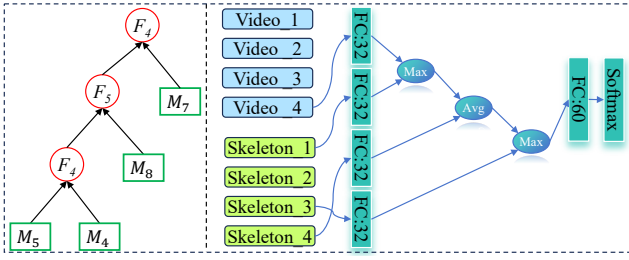 F4
F5
M7
F4
M8
M5
M4
Video_1
Video_2
Video_3
Video_4
Skeleton_1
Skeleton_2
Skeleton_3
Skeleton_4
FC:32
FC:32
FC:32
FC:32
Max
Avg
Max
FC:60
Softmax